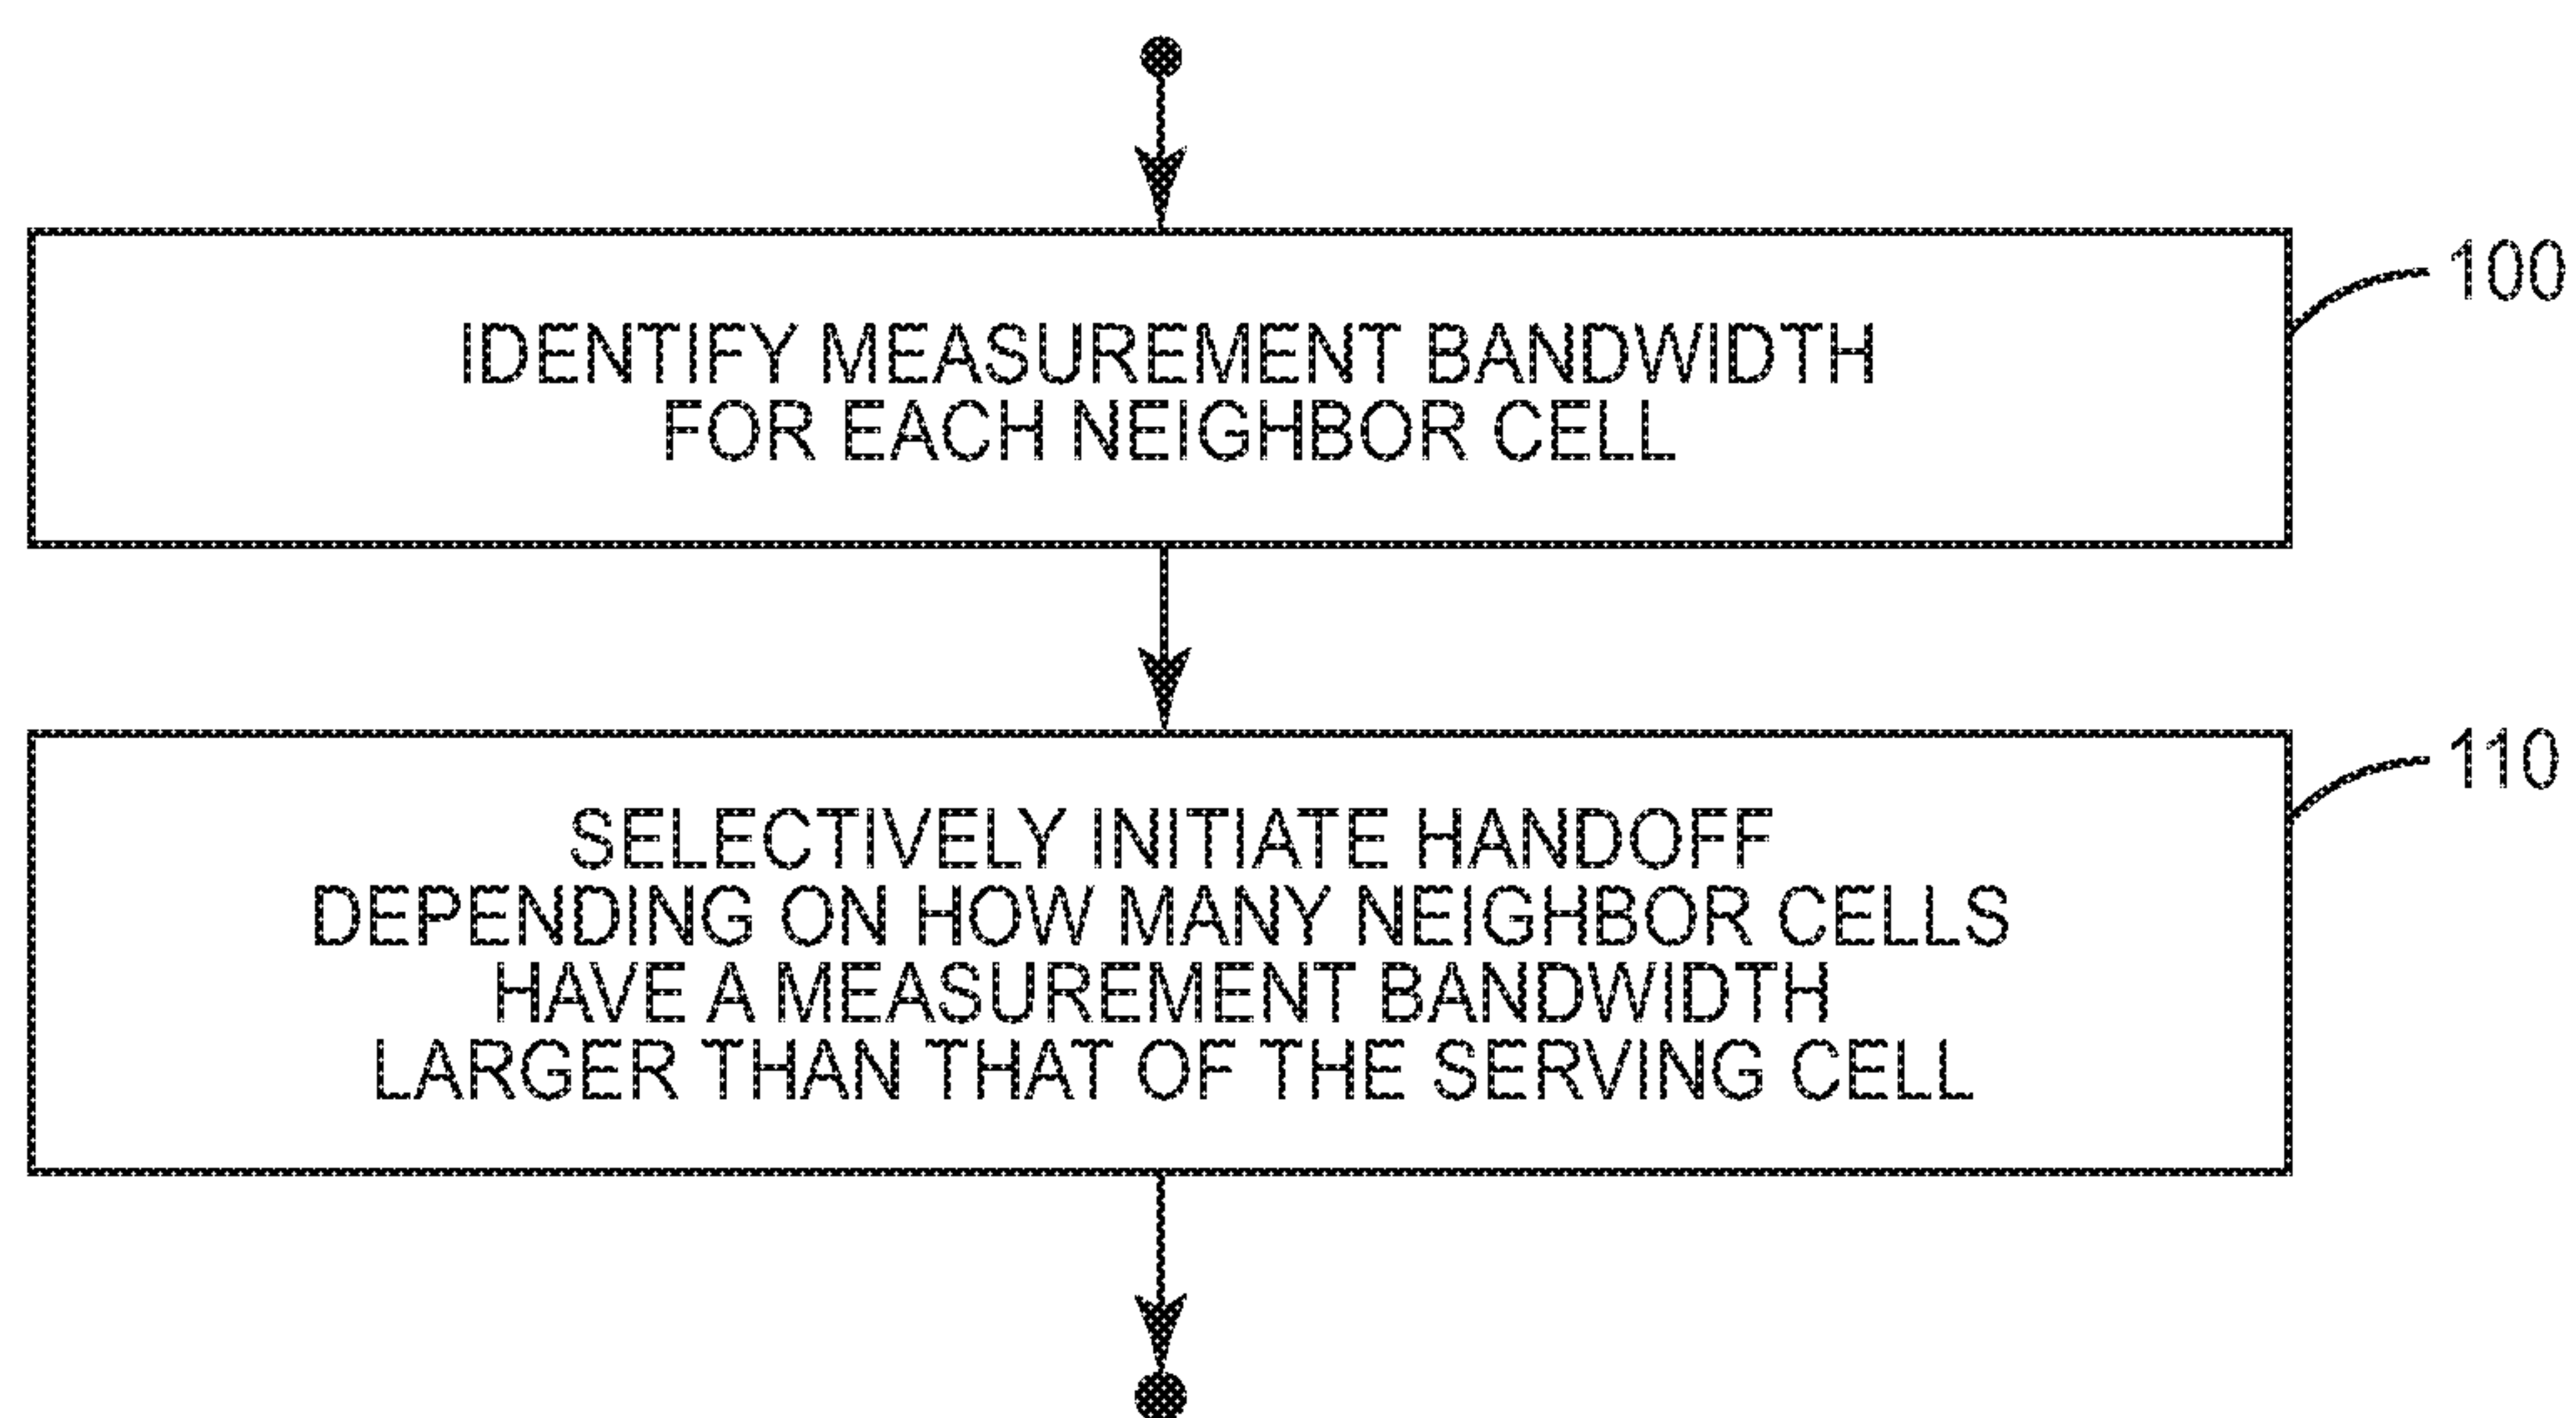 100
IDENTIFY MEASUREMENT BANDWIDTH
FOR EACH NEIGHBOR CELL
110
SELECTIVELY INITIATE HANDOFF
DEPENDING ON HOW MANY NEIGHBOR CELLS
HAVE A MEASUREMENT BANDWIDTH
LARGER THAN THAT OF THE SERVING CELL